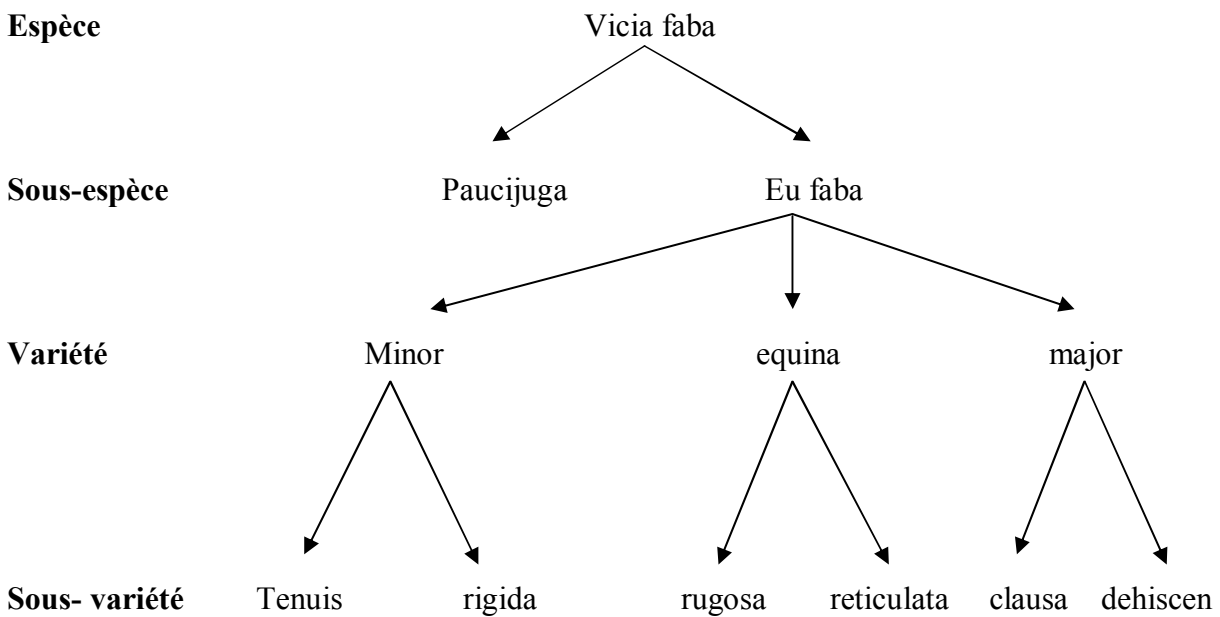 Espèce Vicia faba
Sous-espèce Paucijuga Eu faba
Variété Minor equina major
Sous- variété Tenuis rigida rugosa reticulata clausa dehiscen